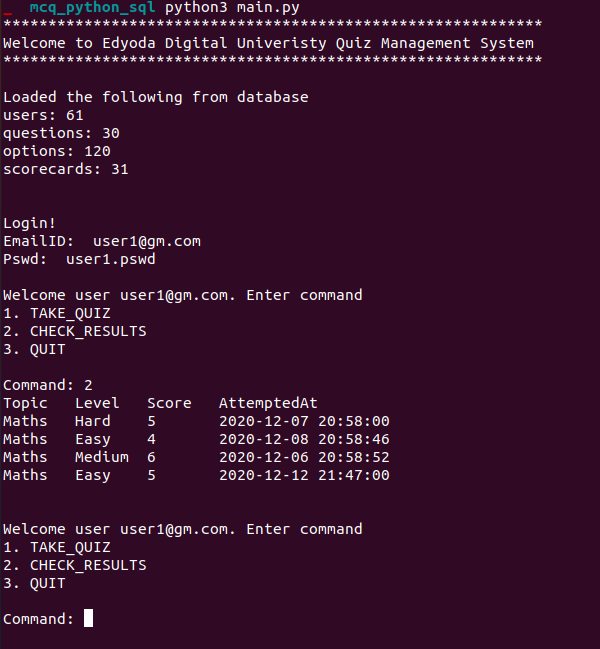 _ mcq_python_sql python3 main.py
************************************************************
Welcome to Edyoda Digital Univeristy Quiz Management System
************************************************************
Loaded the following from database
users: 61
questions: 30
options: 120
scorecards: 31
Login!
EmailID:  user1@gm.com
Pswd:  user1.pswd
Welcome user user1@gm.com. Enter command
1. TAKE_QUIZ
2. CHECK_RESULTS
3. QUIT
Command: 2
Topic   Level   Score   AttemptedAt
Maths   Hard    5       2020-12-07 20:58:00
Maths   Easy    4       2020-12-08 20:58:46
Maths   Medium  6       2020-12-06 20:58:52
Maths   Easy    5       2020-12-12 21:47:00
Welcome user user1@gm.com. Enter command
1. TAKE_QUIZ
2. CHECK_RESULTS
3. QUIT
Command: